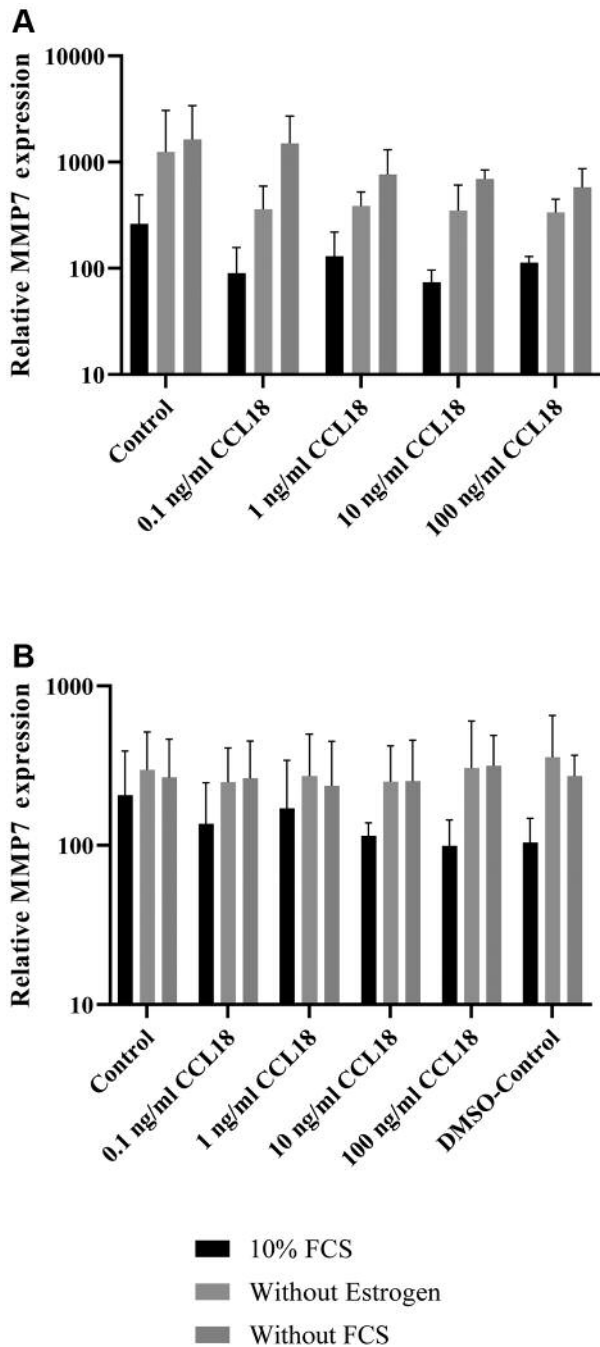 A
Relative MMP7 expression
10000
1000
100
10
Control
0.1 ng/ml CCL18
1 ng/ml CCL18
10 ng/ml CCL18
100 ng/ml CCL18
B
Relative MMP7 expression
1000
100
10
Control
0.1 ng/ml CCL18
1 ng/ml CCL18
10 ng/ml CCL18
100 ng/ml CCL18
DMSO-Control
10% FCS
Without Estrogen
Without FCS